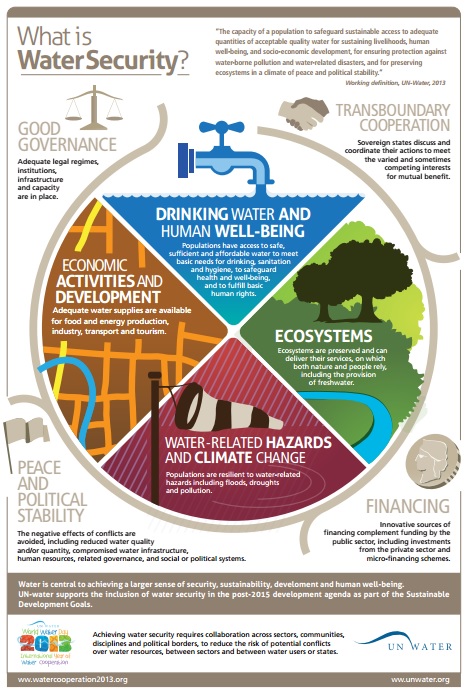 What is
Water Security?
"The capacity of a population to safeguard sustainable access to adequate
quantities of acceptable quality water for sustaining livelihoods, human
well-being, and socio-economic development, for ensuring protection against
water-borne pollution and water-related disasters, and for preserving
ecosystems in a climate of peace and political stability."
Working definition, UN-Water, 2013
GOOD
GOVERNANCE
Adequate legal regimes,
institutions,
infrastructure
and capacity
are in place.
TRANSBOUNDARY
COOPERATION
Sovereign states discuss and
coordinate their actions to meet
the varied and sometimes
competing interests
for mutual benefit.
DRINKING WATER AND
HUMAN WELL-BEING
Populations have access to safe,
sufficient and affordable water to meet
basic needs for drinking, sanitation
and hygiene, to safeguard
health and well-being,
and to fulfill basic
human rights.
ECONOMIC
ACTIVITIES AND
DEVELOPMENT
Adequate water supplies are available
for food and energy production,
industry, transport and tourism.
ECOSYSTEMS
Ecosystems are preserved and can
deliver their services, on which
both nature and people rely,
including the provision
of freshwater.
WATER-RELATED HAZARDS
AND CLIMATE CHANGE
Populations are resilient to water-related
hazards including floods, droughts
and pollution.
PEACE
AND
POLITICAL
STABILITY
The negative effects of conflicts are
avoided, including reduced water quality
and/or quantity, compromised water infrastructure,
human resources, related governance, and social or political systems.
FINANCING
Innovative sources of
financing complement funding by the
public sector, including investments
from the private sector and
micro-financing schemes.
Water is central to achieving a larger sense of security, sustainability, develoment and human well-being.
UN-water supports the inclusion of water security in the post-2015 development agenda as part of the Sustainable
Development Goals.
UN WATER
World Water Day
2013
International Year of
Water Cooperation
Achieving water security requires collaboration across sectors, communities,
disciplines and political borders, to reduce the risk of potential conflicts
over water resources, between sectors and between water users or states.
UN WATER
www.watercooperation2013.org
www.unwater.org